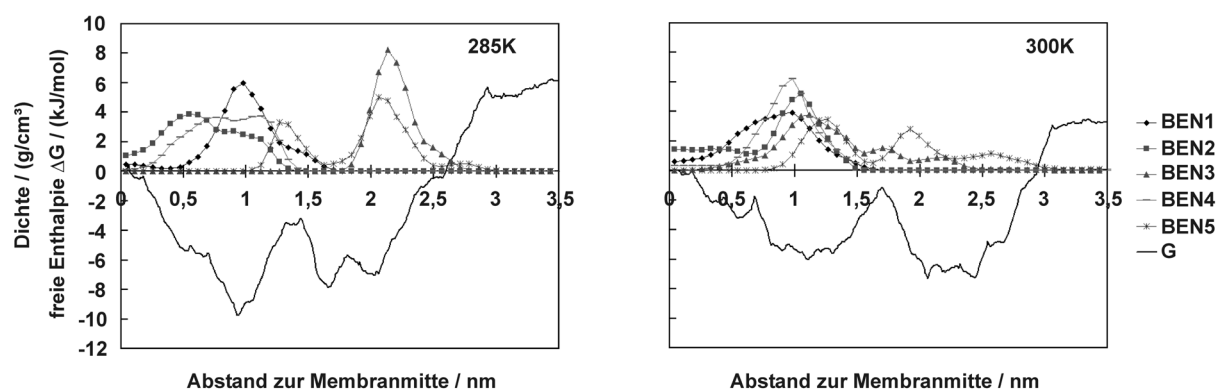 Dichte / (g/cm³)
freie Enthalpie ΔG / (kJ/mol)
10
8
6
4
2
0
-2
-4
-6
-8
-10
-12
285K
0 0,5 1 1,5 2 2,5 3 3,5
Abstand zur Membranmitte / nm
300K
0 0,5 1 1,5 2 2,5 3 3,5
Abstand zur Membranmitte / nm
BEN1
BEN2
BEN3
BEN4
BEN5
G